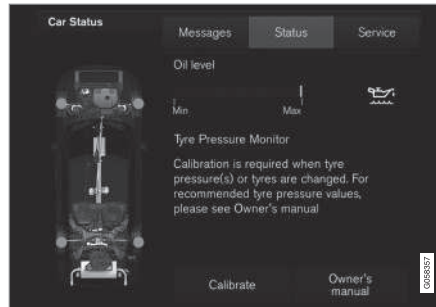 Car Status
Messages Status Service
Oil level
Min Max
Tyre Pressure Monitor
Calibration is required when tyre
pressure(s) or tyres are changed. For
recommended tyre pressure values,
please see Owner's manual
Calibrate Owner's
manual
G058357